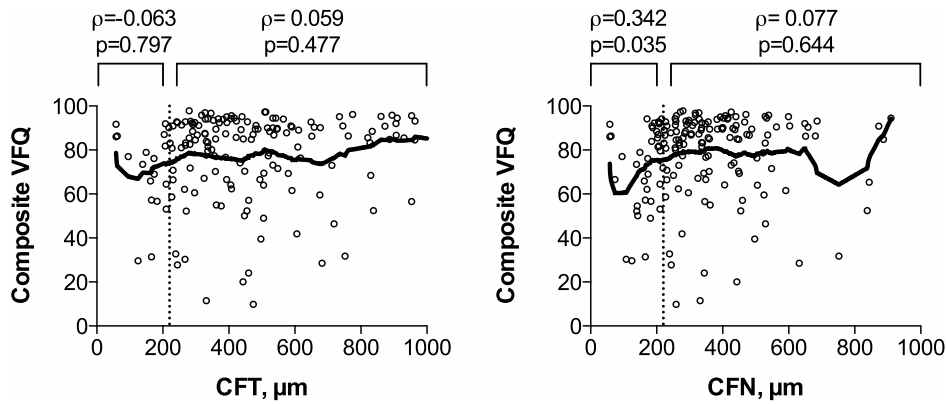 ρ=-0.063 ρ= 0.059
p=0.797 p=0.477
Composite VFQ
100
80
60
40
20
0
0 200 400 600 800 1000
CFT, µm
ρ=0.342 ρ= 0.077
p=0.035 p=0.644
Composite VFQ
100
80
60
40
20
0
0 200 400 600 800 1000
CFN, µm